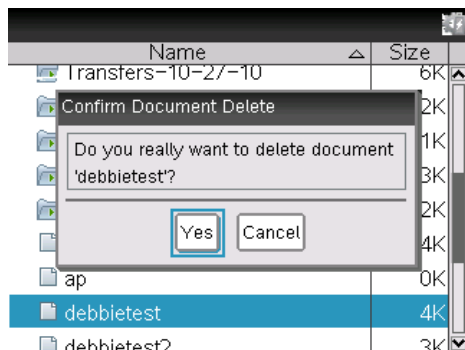 Name Size
Transfers-10-27-10 6K
Confirm Document Delete 2K
1K
Do you really want to delete document
'debbietest'? 3K
2K
Yes Cancel 4K
ap 0K
debbietest 4K
debbietest2 3K